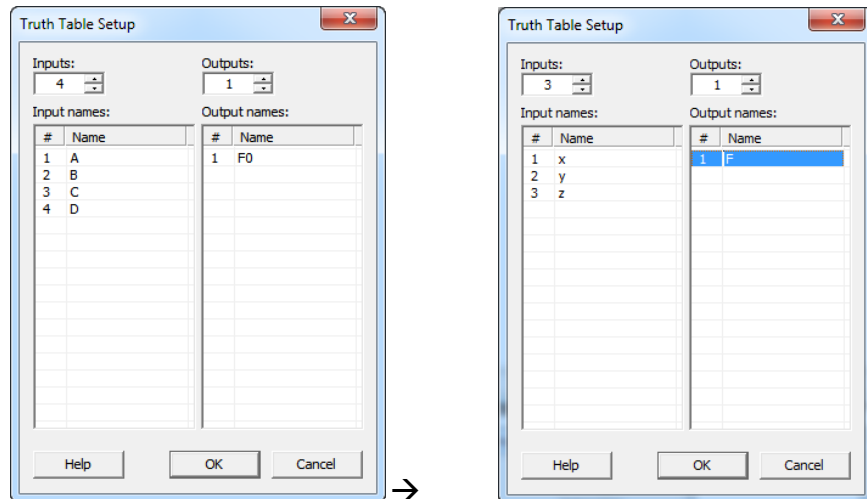 Truth Table Setup
Inputs: Outputs:
4 1
Input names: Output names:
# Name # Name
1 A 1 F0
2 B
3 C
4 D
Help OK Cancel
→
Truth Table Setup
Inputs: Outputs:
3 1
Input names: Output names:
# Name # Name
1 x 1 F
2 y
3 z
Help OK Cancel